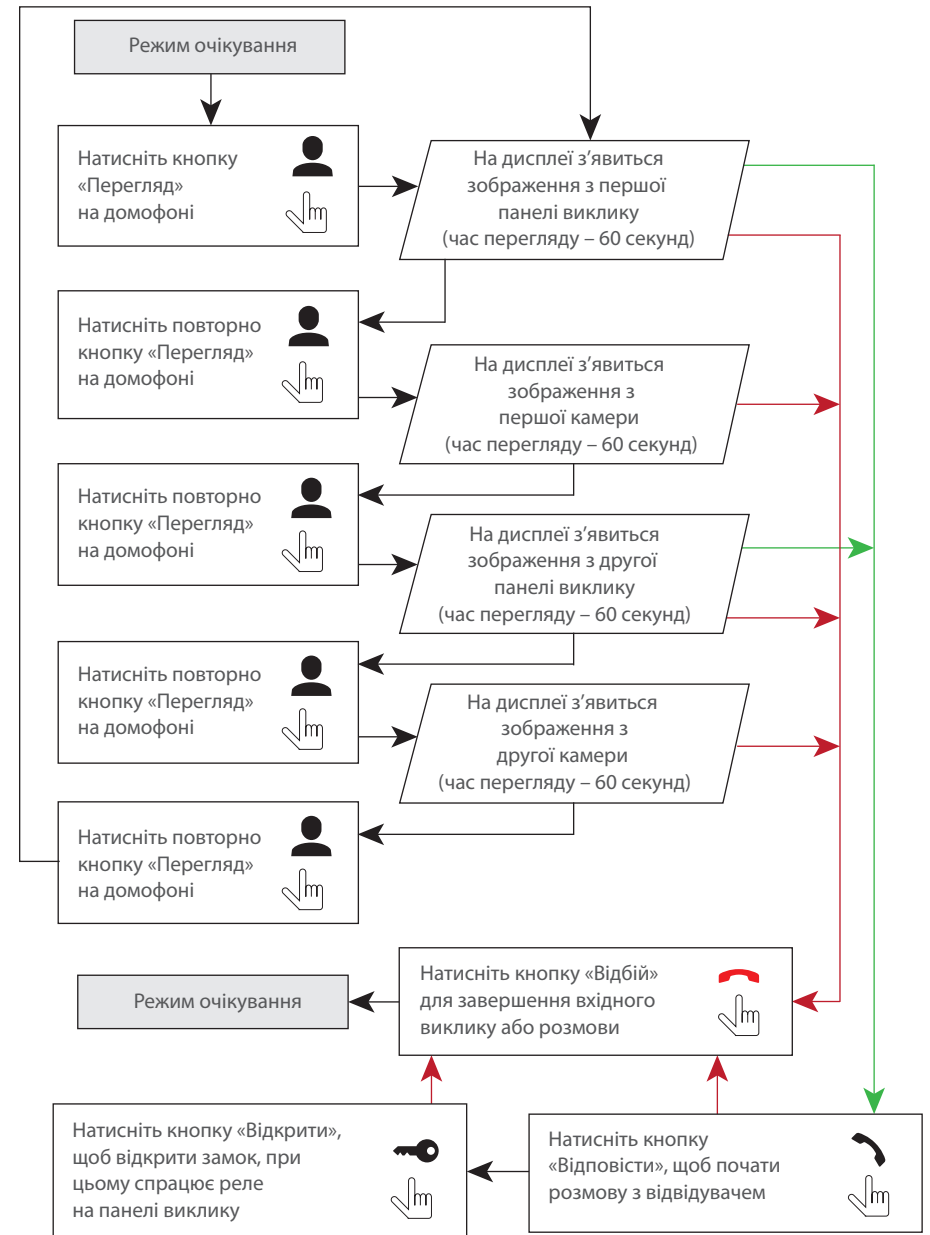 Режим очікування
Натисніть кнопку
«Перегляд»
на домофоні
На дисплеї з’явиться
зображення з першої
панелі виклику
(час перегляду – 60 секунд)
Натисніть повторно
кнопку «Перегляд»
на домофоні
На дисплеї з’явиться
зображення з
першої камери
(час перегляду – 60 секунд)
Натисніть повторно
кнопку «Перегляд»
на домофоні
На дисплеї з’явиться
зображення з другої
панелі виклику
(час перегляду – 60 секунд)
Натисніть повторно
кнопку «Перегляд»
на домофоні
На дисплеї з’явиться
зображення з
другої камери
(час перегляду – 60 секунд)
Натисніть повторно
кнопку «Перегляд»
на домофоні
Натисніть кнопку «Відбій»
для завершення вхідного
виклику або розмови
Режим очікування
Натисніть кнопку «Відкрити»,
щоб відкрити замок, при
цьому спрацює реле
на панелі виклику
Натисніть кнопку
«Відповісти», щоб почати
розмову з відвідувачем